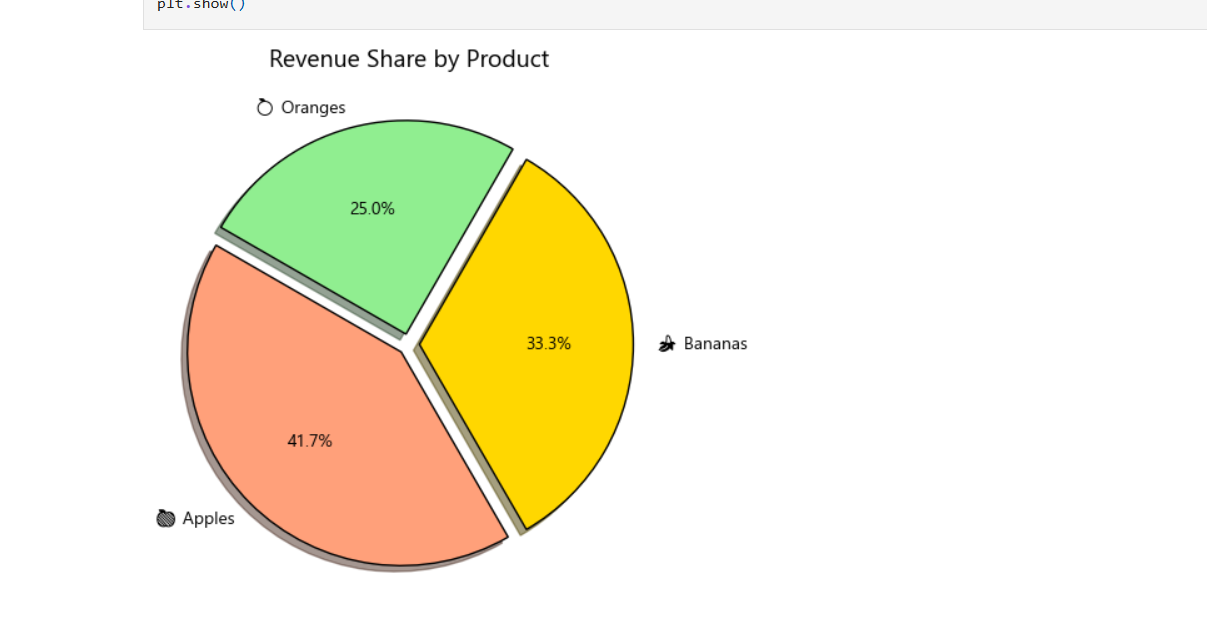 plt.show()
Revenue Share by Product
Oranges
25.0%
33.3%
Bananas
41.7%
Apples